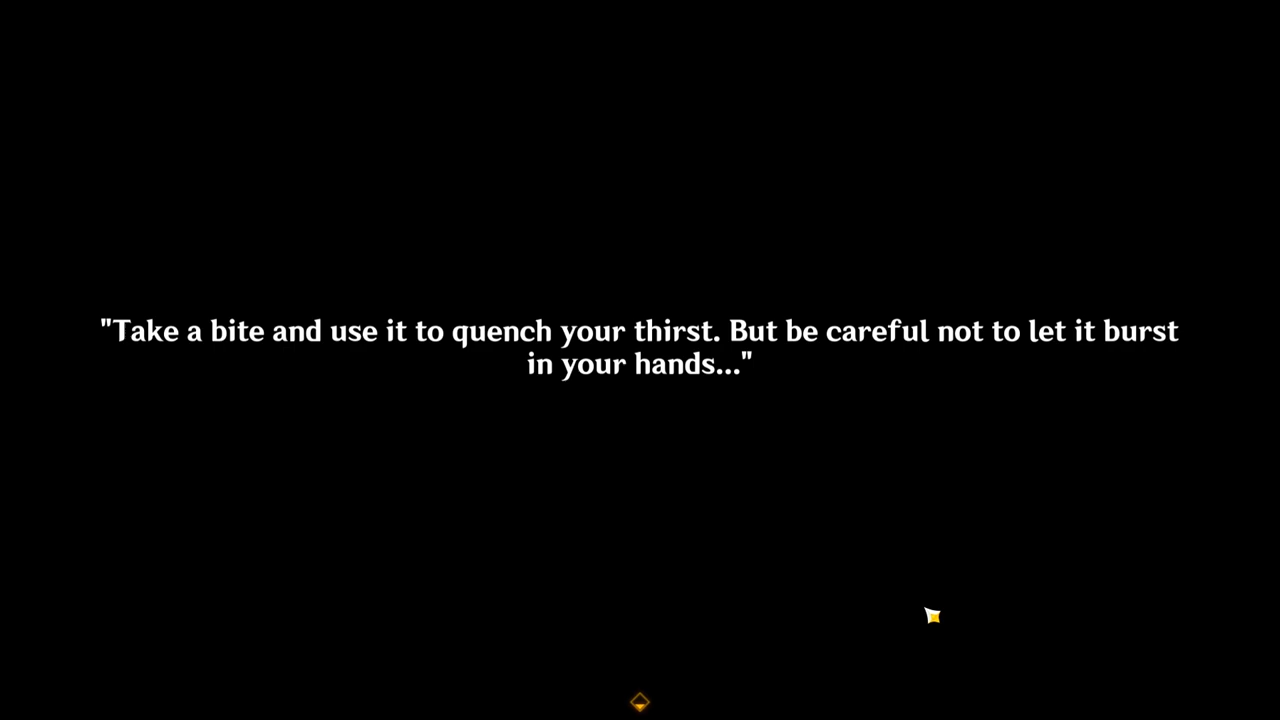 "Take a bite and use it to quench your thirst. But be careful not to let it burst
in your hands..."